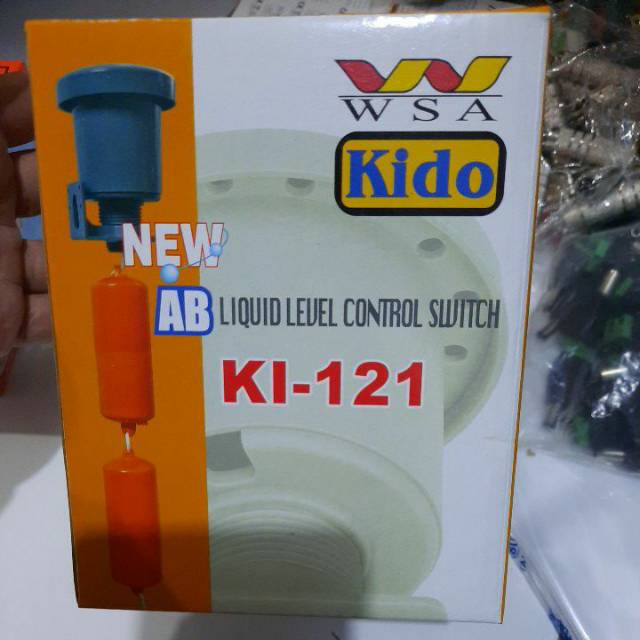 WSA
Kido
NEW
AB LIQUID LEVEL CONTROL SWITCH
KI-121